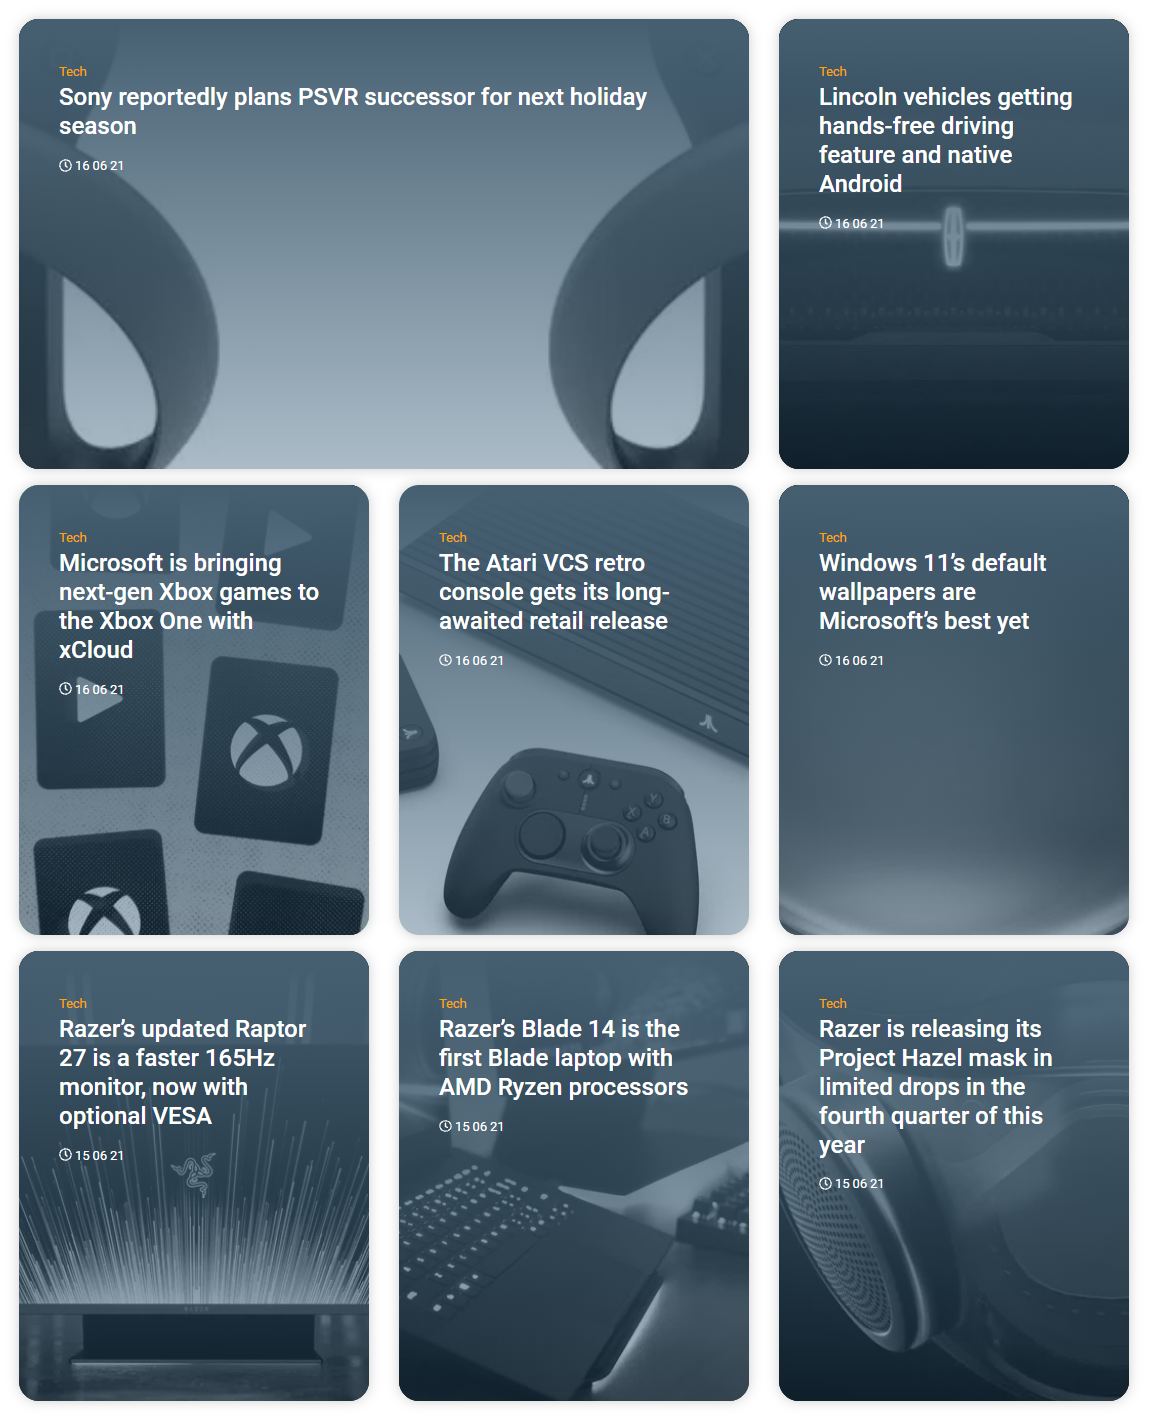 Tech
Sony reportedly plans PSVR successor for next holiday
season
16 06 21
Tech
Lincoln vehicles getting
hands-free driving
feature and native
Android
16 06 21
Tech
Microsoft is bringing
next-gen Xbox games to
the Xbox One with
xCloud
16 06 21
Tech
The Atari VCS retro
console gets its long-
awaited retail release
16 06 21
Y
X
B
A
Tech
Windows 11’s default
wallpapers are
Microsoft’s best yet
16 06 21
Tech
Razer’s updated Raptor
27 is a faster 165Hz
monitor, now with
optional VESA
15 06 21
RAZER
Tech
Razer’s Blade 14 is the
first Blade laptop with
AMD Ryzen processors
15 06 21
Tech
Razer is releasing its
Project Hazel mask in
limited drops in the
fourth quarter of this
year
15 06 21